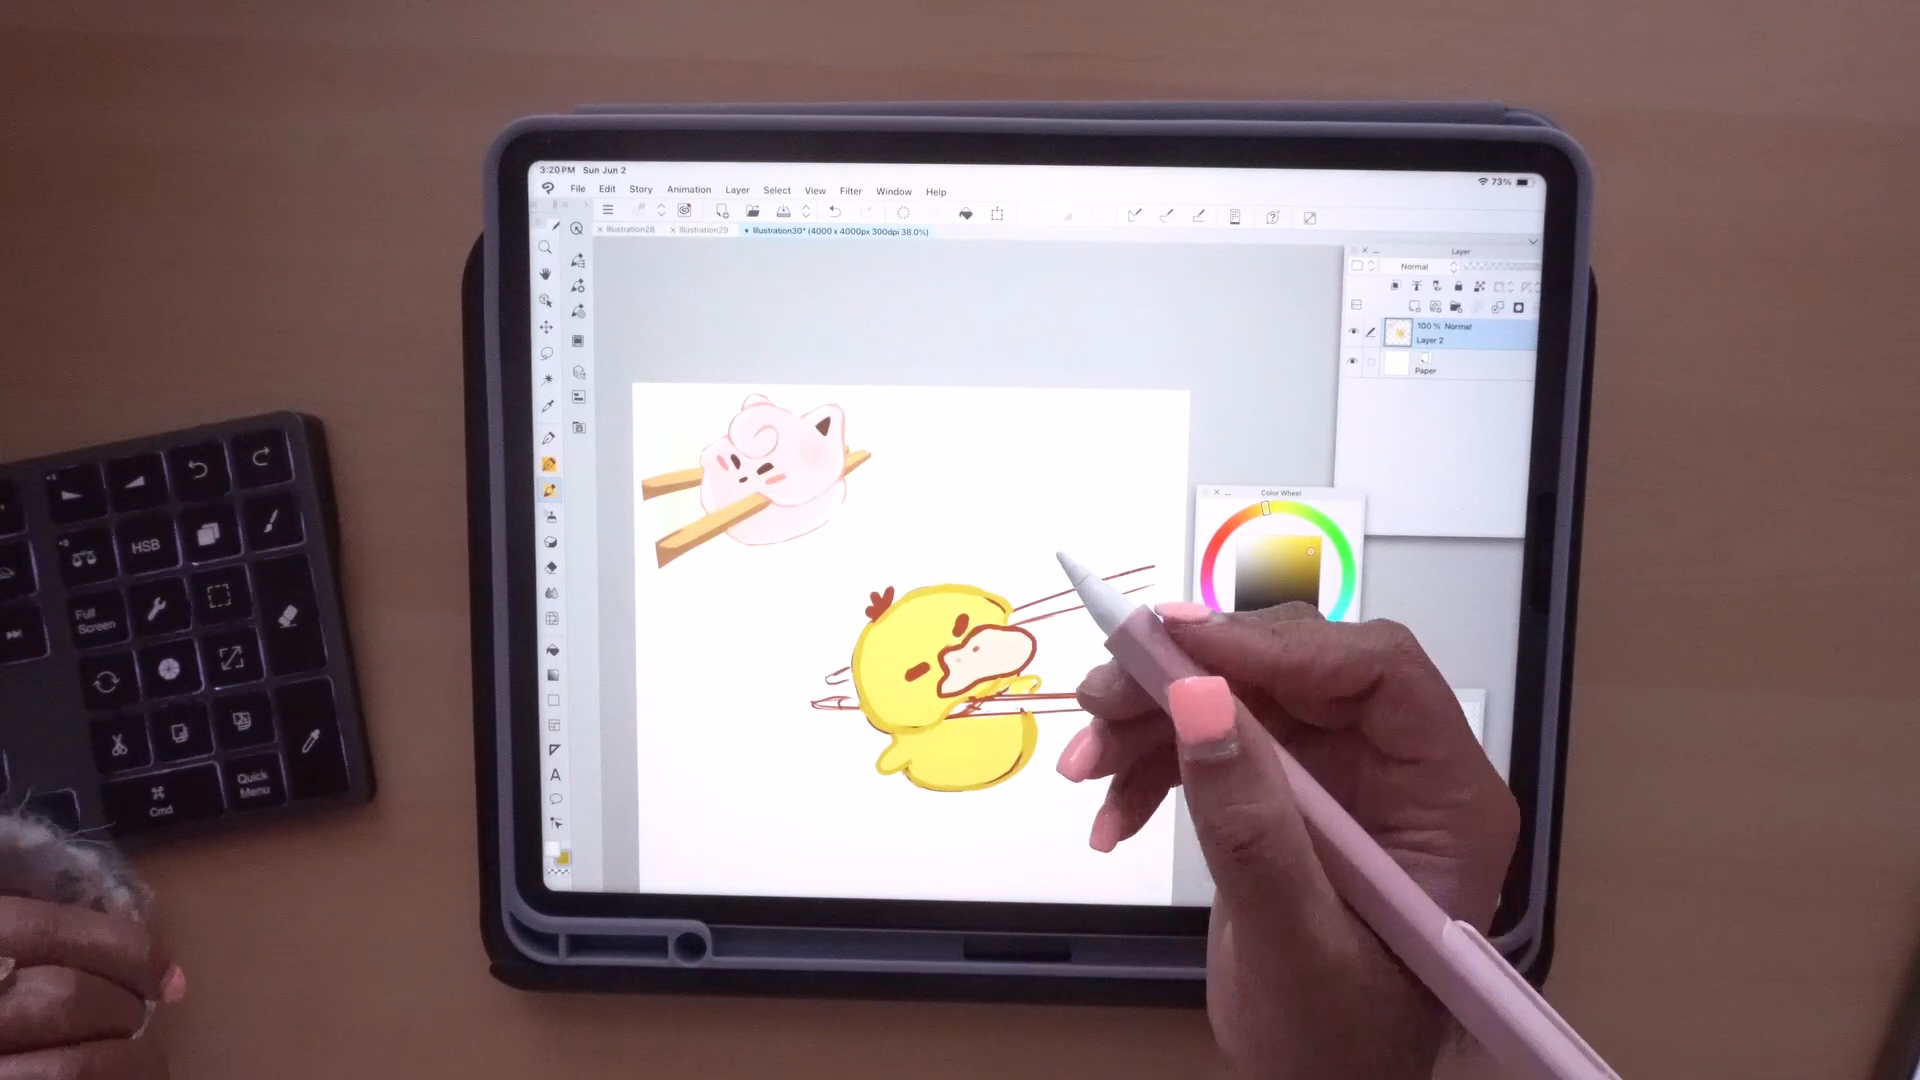 3:20 PM Sun Jun 2
73%
File Edit Story Animation Layer Select View Filter Window Help
Illustration28 Illustration29 Illustration30* (4000 x 4000px 300dpi 38.0%)
Layer
Normal
100 % Normal
Layer 2
Paper
Color Wheel
A
HSB
Full
Screen
Cmd
Quick
Menu